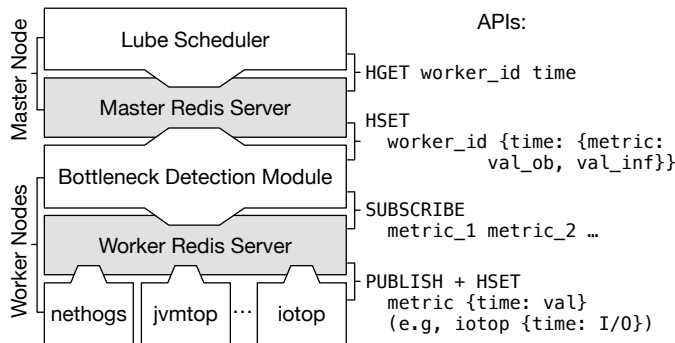 APIs:
Master Node
Lube Scheduler
HGET worker_id time
Master Redis Server
HSET
worker_id {time: {metric:
val_ob, val_inf}}
Worker Nodes
Bottleneck Detection Module
SUBSCRIBE
metric_1 metric_2 …
Worker Redis Server
PUBLISH + HSET
metric {time: val}
(e.g, iotop {time: I/O})
nethogs jvmtop ... iotop